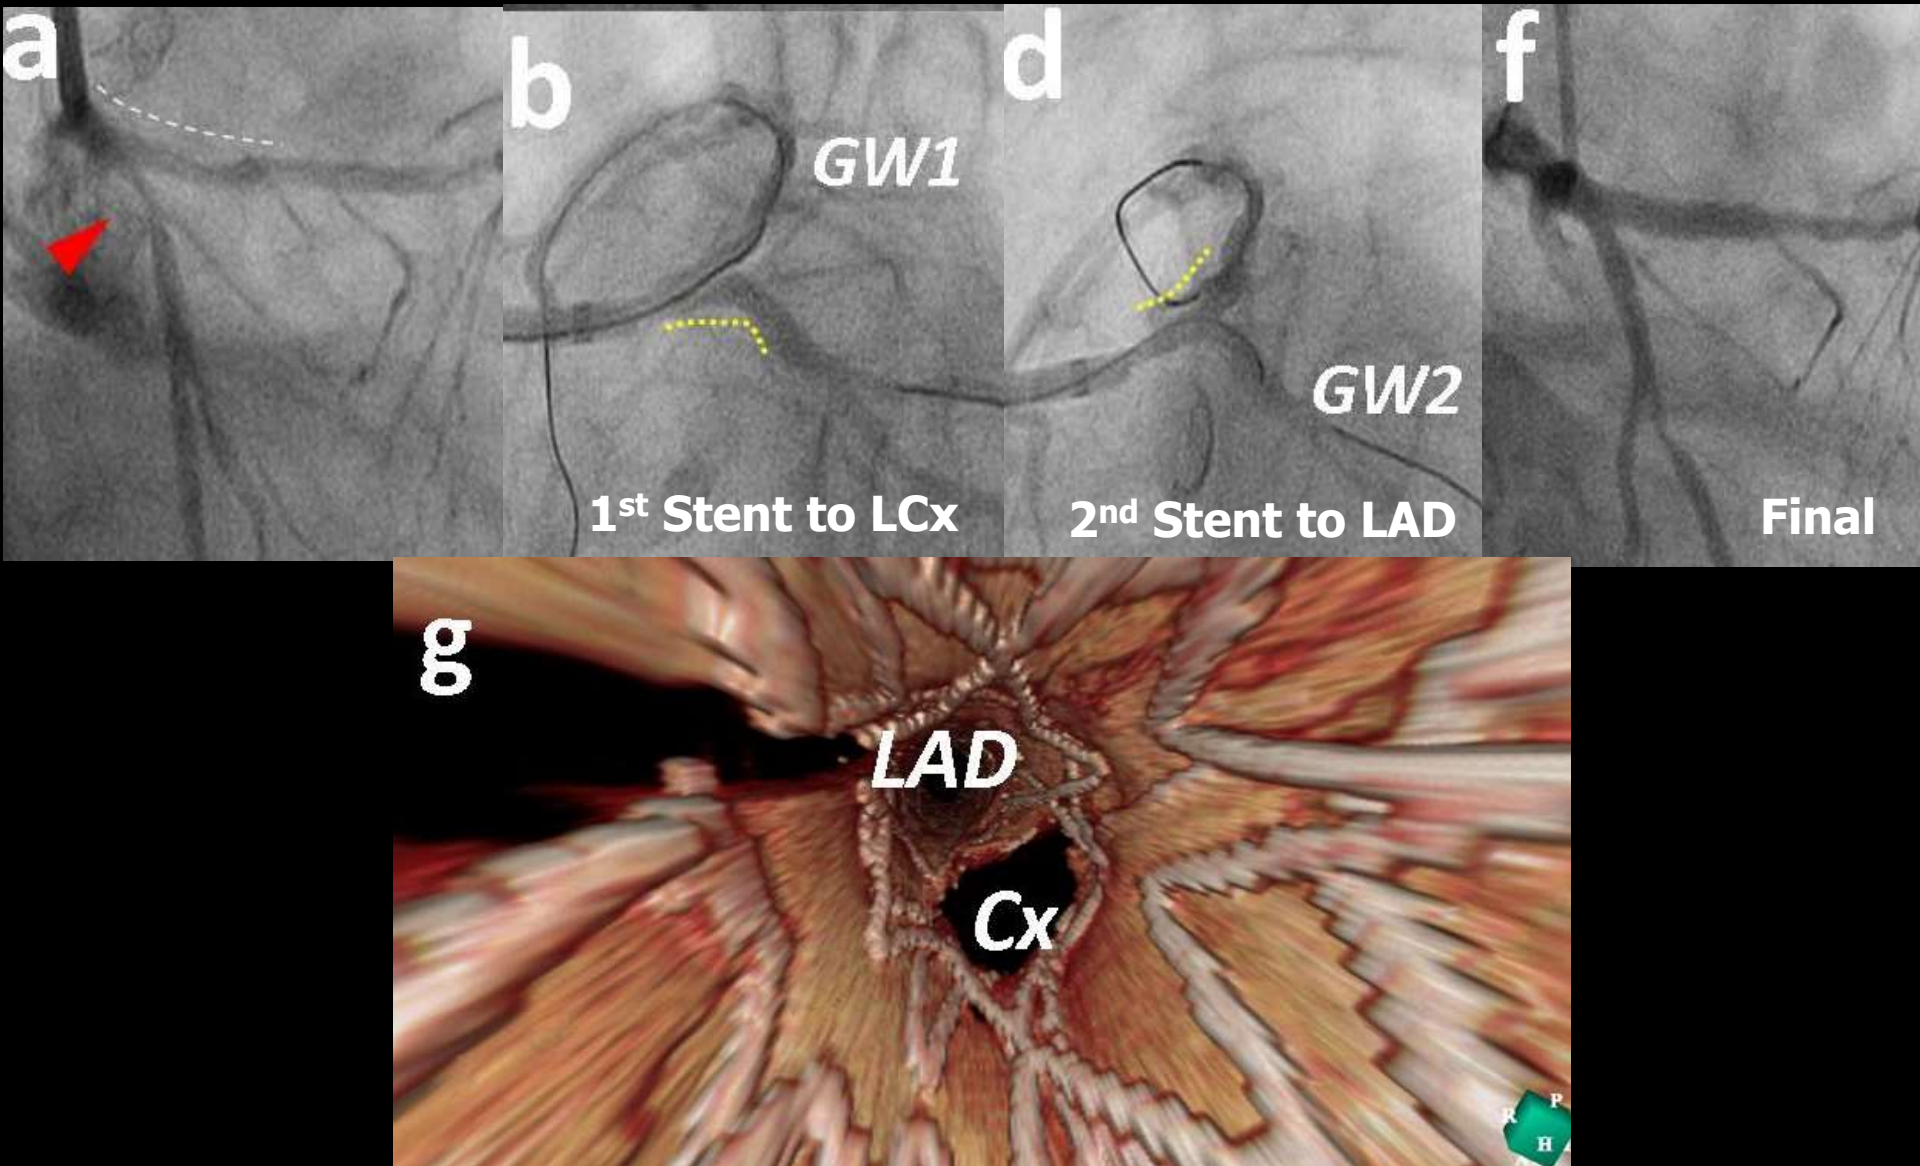 a
b
d
f
GW1
GW2
1st Stent to LCx
2nd Stent to LAD
Final
g
LAD
Cx
P
R
H